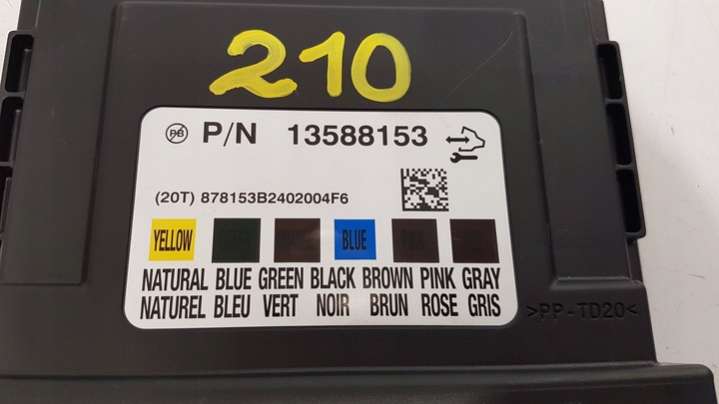 210
PB P/N 13588153
(20T) 878153B2402004F6
YELLOW BLUE
NATURAL BLUE GREEN BLACK BROWN PINK GRAY
NATUREL BLEU VERT NOIR BRUN ROSE GRIS
>PP-TD20<